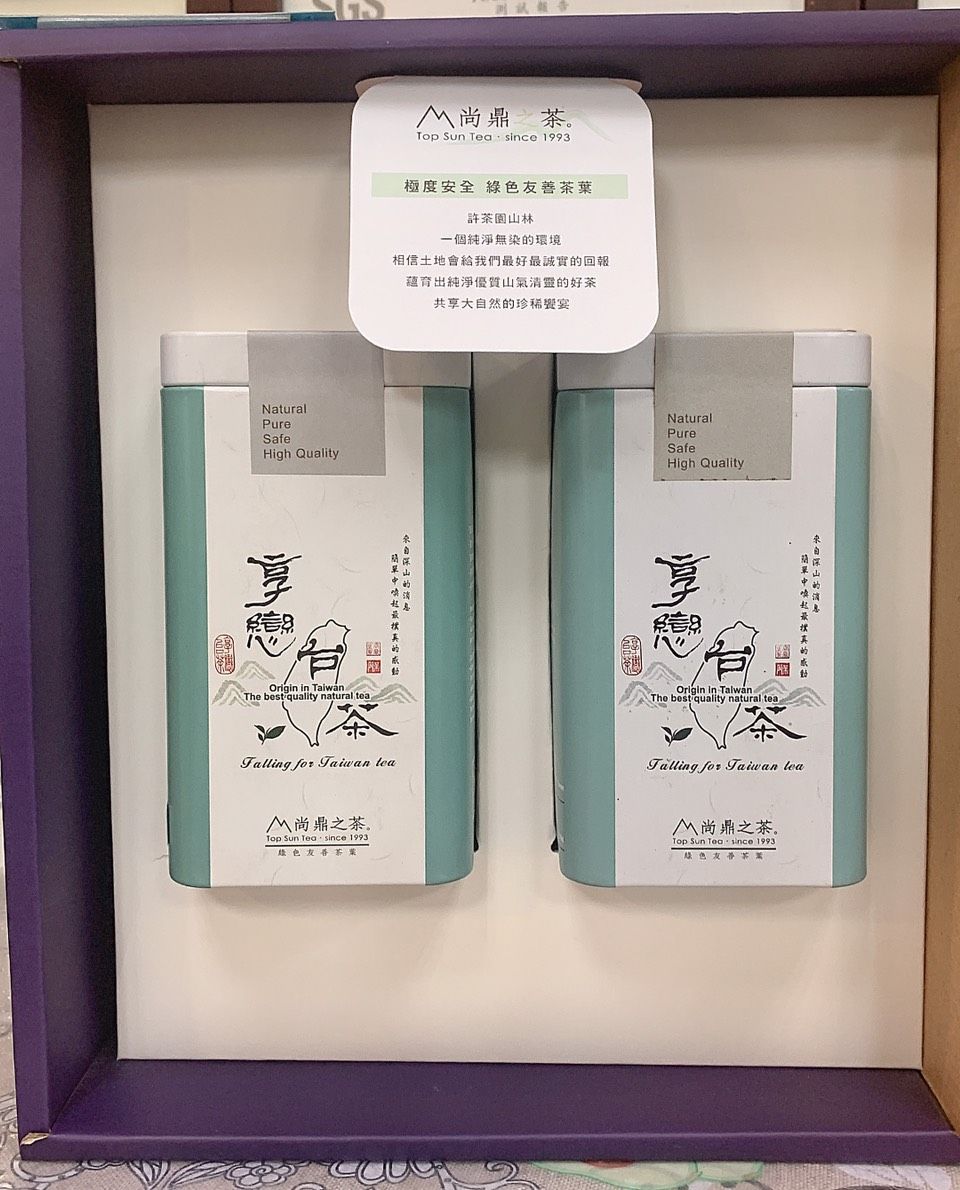 SGS
測試報告
尚鼎之茶。
Top Sun Tea · since 1993
極度安全 綠色友善茶葉
許茶園山林
一個純淨無染的環境
相信土地會給我們最好最誠實的回報
蘊育出純淨優質山氣清靈的好茶
共享大自然的珍稀饗宴
Natural
Pure
Safe
High Quality
來自深山的消息
簡單中喚起最樸真的感動
享戀台茶
Origin in Taiwan
The best quality natural tea
Falling for Taiwan tea
尚鼎之茶。
Top Sun Tea · since 1993
綠色友善茶葉
Natural
Pure
Safe
High Quality
來自深山的消息
簡單中喚起最樸真的感動
享戀台茶
Origin in Taiwan
The best quality natural tea
Falling for Taiwan tea
尚鼎之茶。
Top Sun Tea · since 1993
綠色友善茶葉